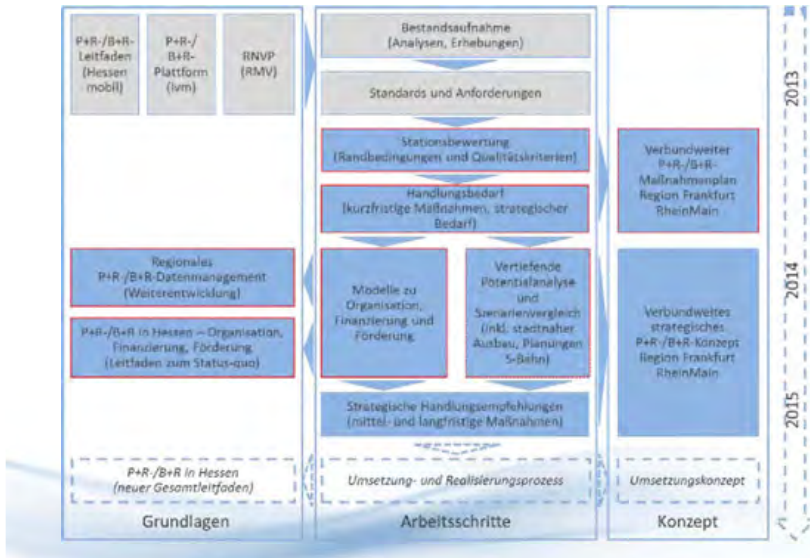 P+R-/B+R-
Leitfaden
(Hessen
mobil)
P+R-/
B+R-
Plattform
(ivm)
RNVP
(RMV)
Bestandsaufnahme
(Analysen, Erhebungen)
Standards und Anforderungen
Stationsbewertung
(Randbedingungen und Qualitätskriterien)
Handlungsbedarf
(kurzfristige Maßnahmen, strategischer
Bedarf)
Verbundweiter
P+R-/B+R-
Maßnahmenplan
Region Frankfurt
RheinMain
Regionales
P+R-/B+R-Datenmanagement
(Weiterentwicklung)
P+R-/B+R in Hessen – Organisation,
Finanzierung, Förderung
(Leitfaden zum Status-quo)
Modelle zu
Organisation,
Finanzierung und
Förderung
Vertiefende
Potentialanalyse
und
Szenarienvergleich
(inkl. stadtnaher
Ausbau, Planungen
S-Bahn)
Verbundweites
strategisches
P+R-/B+R-Konzept
Region Frankfurt
RheinMain
Strategische Handlungsempfehlungen
(mittel- und langfristige Maßnahmen)
P+R-/B+R in Hessen
(neuer Gesamtleitfaden)
Umsetzung- und Realisierungsprozess
Umsetzungskonzept
Grundlagen
Arbeitsschritte
Konzept
2013
2014
2015